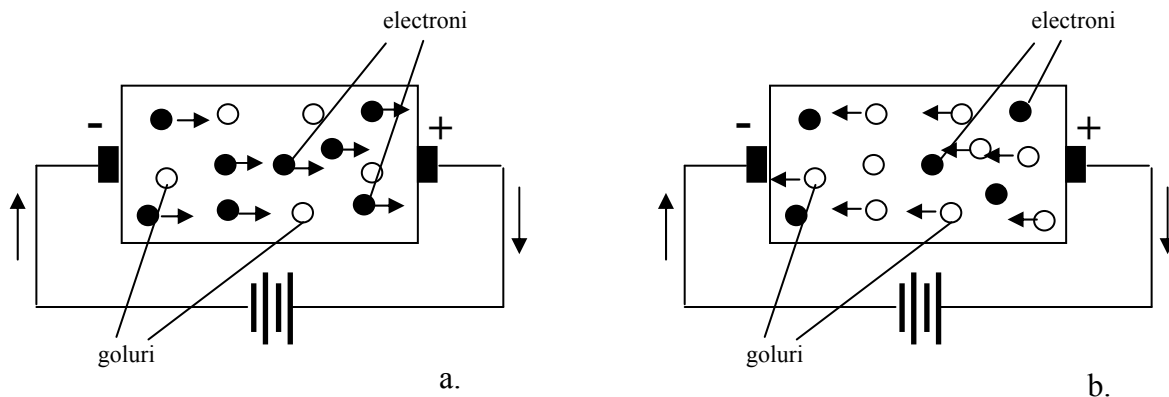 electroni
electroni
-
+
-
+
goluri
goluri
a.
b.